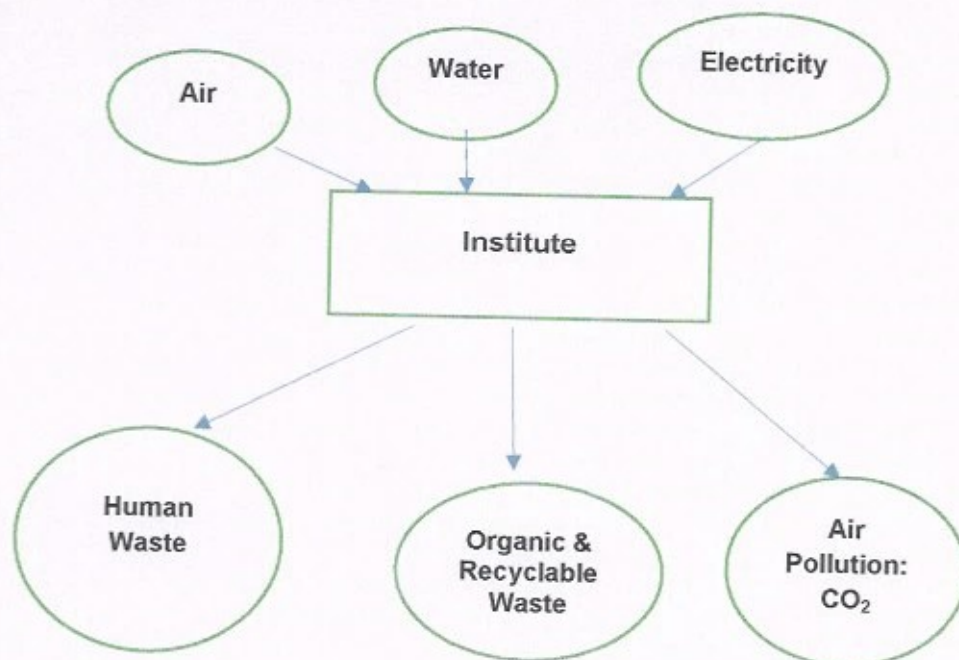 Air
Water
Electricity
Institute
Human
Waste
Organic &
Recyclable
Waste
Air
Pollution:
CO₂